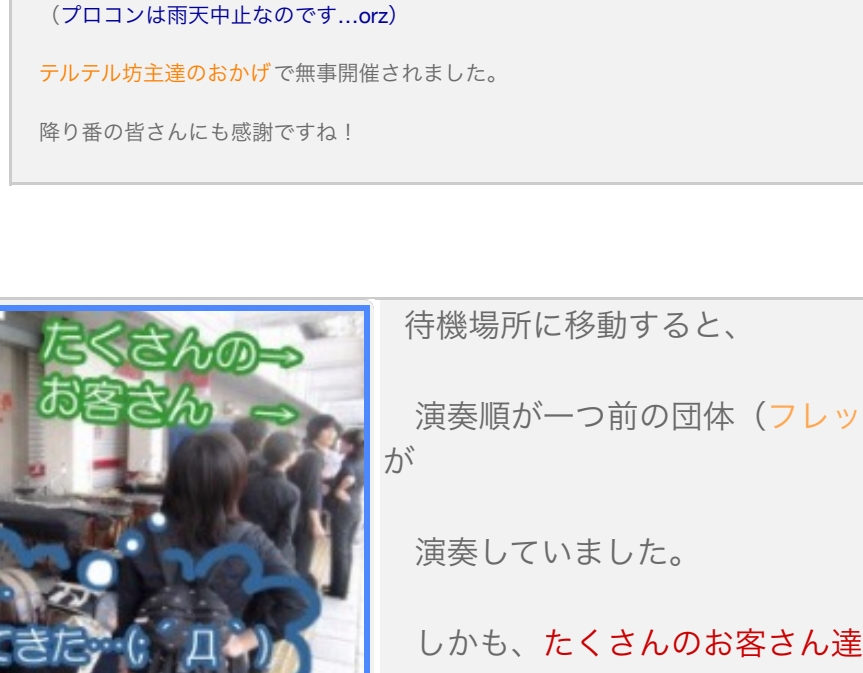 （プロコンは雨天中止なのです…orz）
テルテル坊主達のおかげで無事開催されました。
降り番の皆さんにも感謝ですね！
たくさんの→
お客さん →
てきた…(;´Д｀)
待機場所に移動すると、
演奏順が一つ前の団体（フレッ
が
演奏していました。
しかも、たくさんのお客さん達